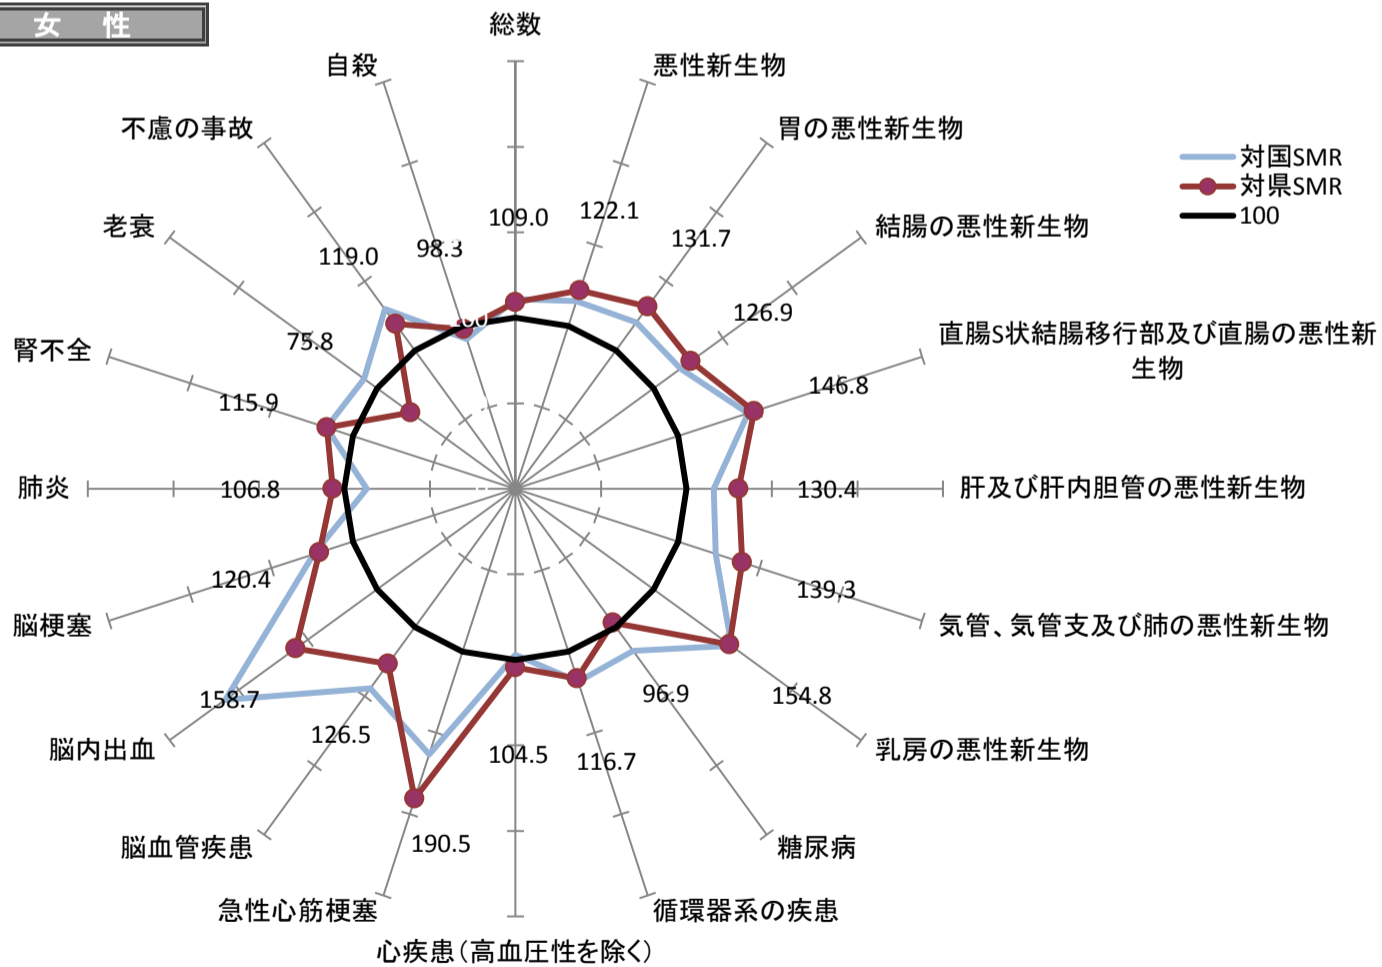 女 性
総数
自殺
悪性新生物
不慮の事故
胃の悪性新生物
対国SMR
対県SMR
100
老衰
結腸の悪性新生物
109.0
122.1
131.7
98.3
119.0
126.9
75.8
100
腎不全
直腸S状結腸移行部及び直腸の悪性新
生物
115.9
146.8
肺炎
106.8
130.4
肝及び肝内胆管の悪性新生物
120.4
139.3
脳梗塞
気管、気管支及び肺の悪性新生物
158.7
96.9
154.8
脳内出血
126.5
104.5
116.7
乳房の悪性新生物
脳血管疾患
190.5
糖尿病
急性心筋梗塞
循環器系の疾患
心疾患(高血圧性を除く)